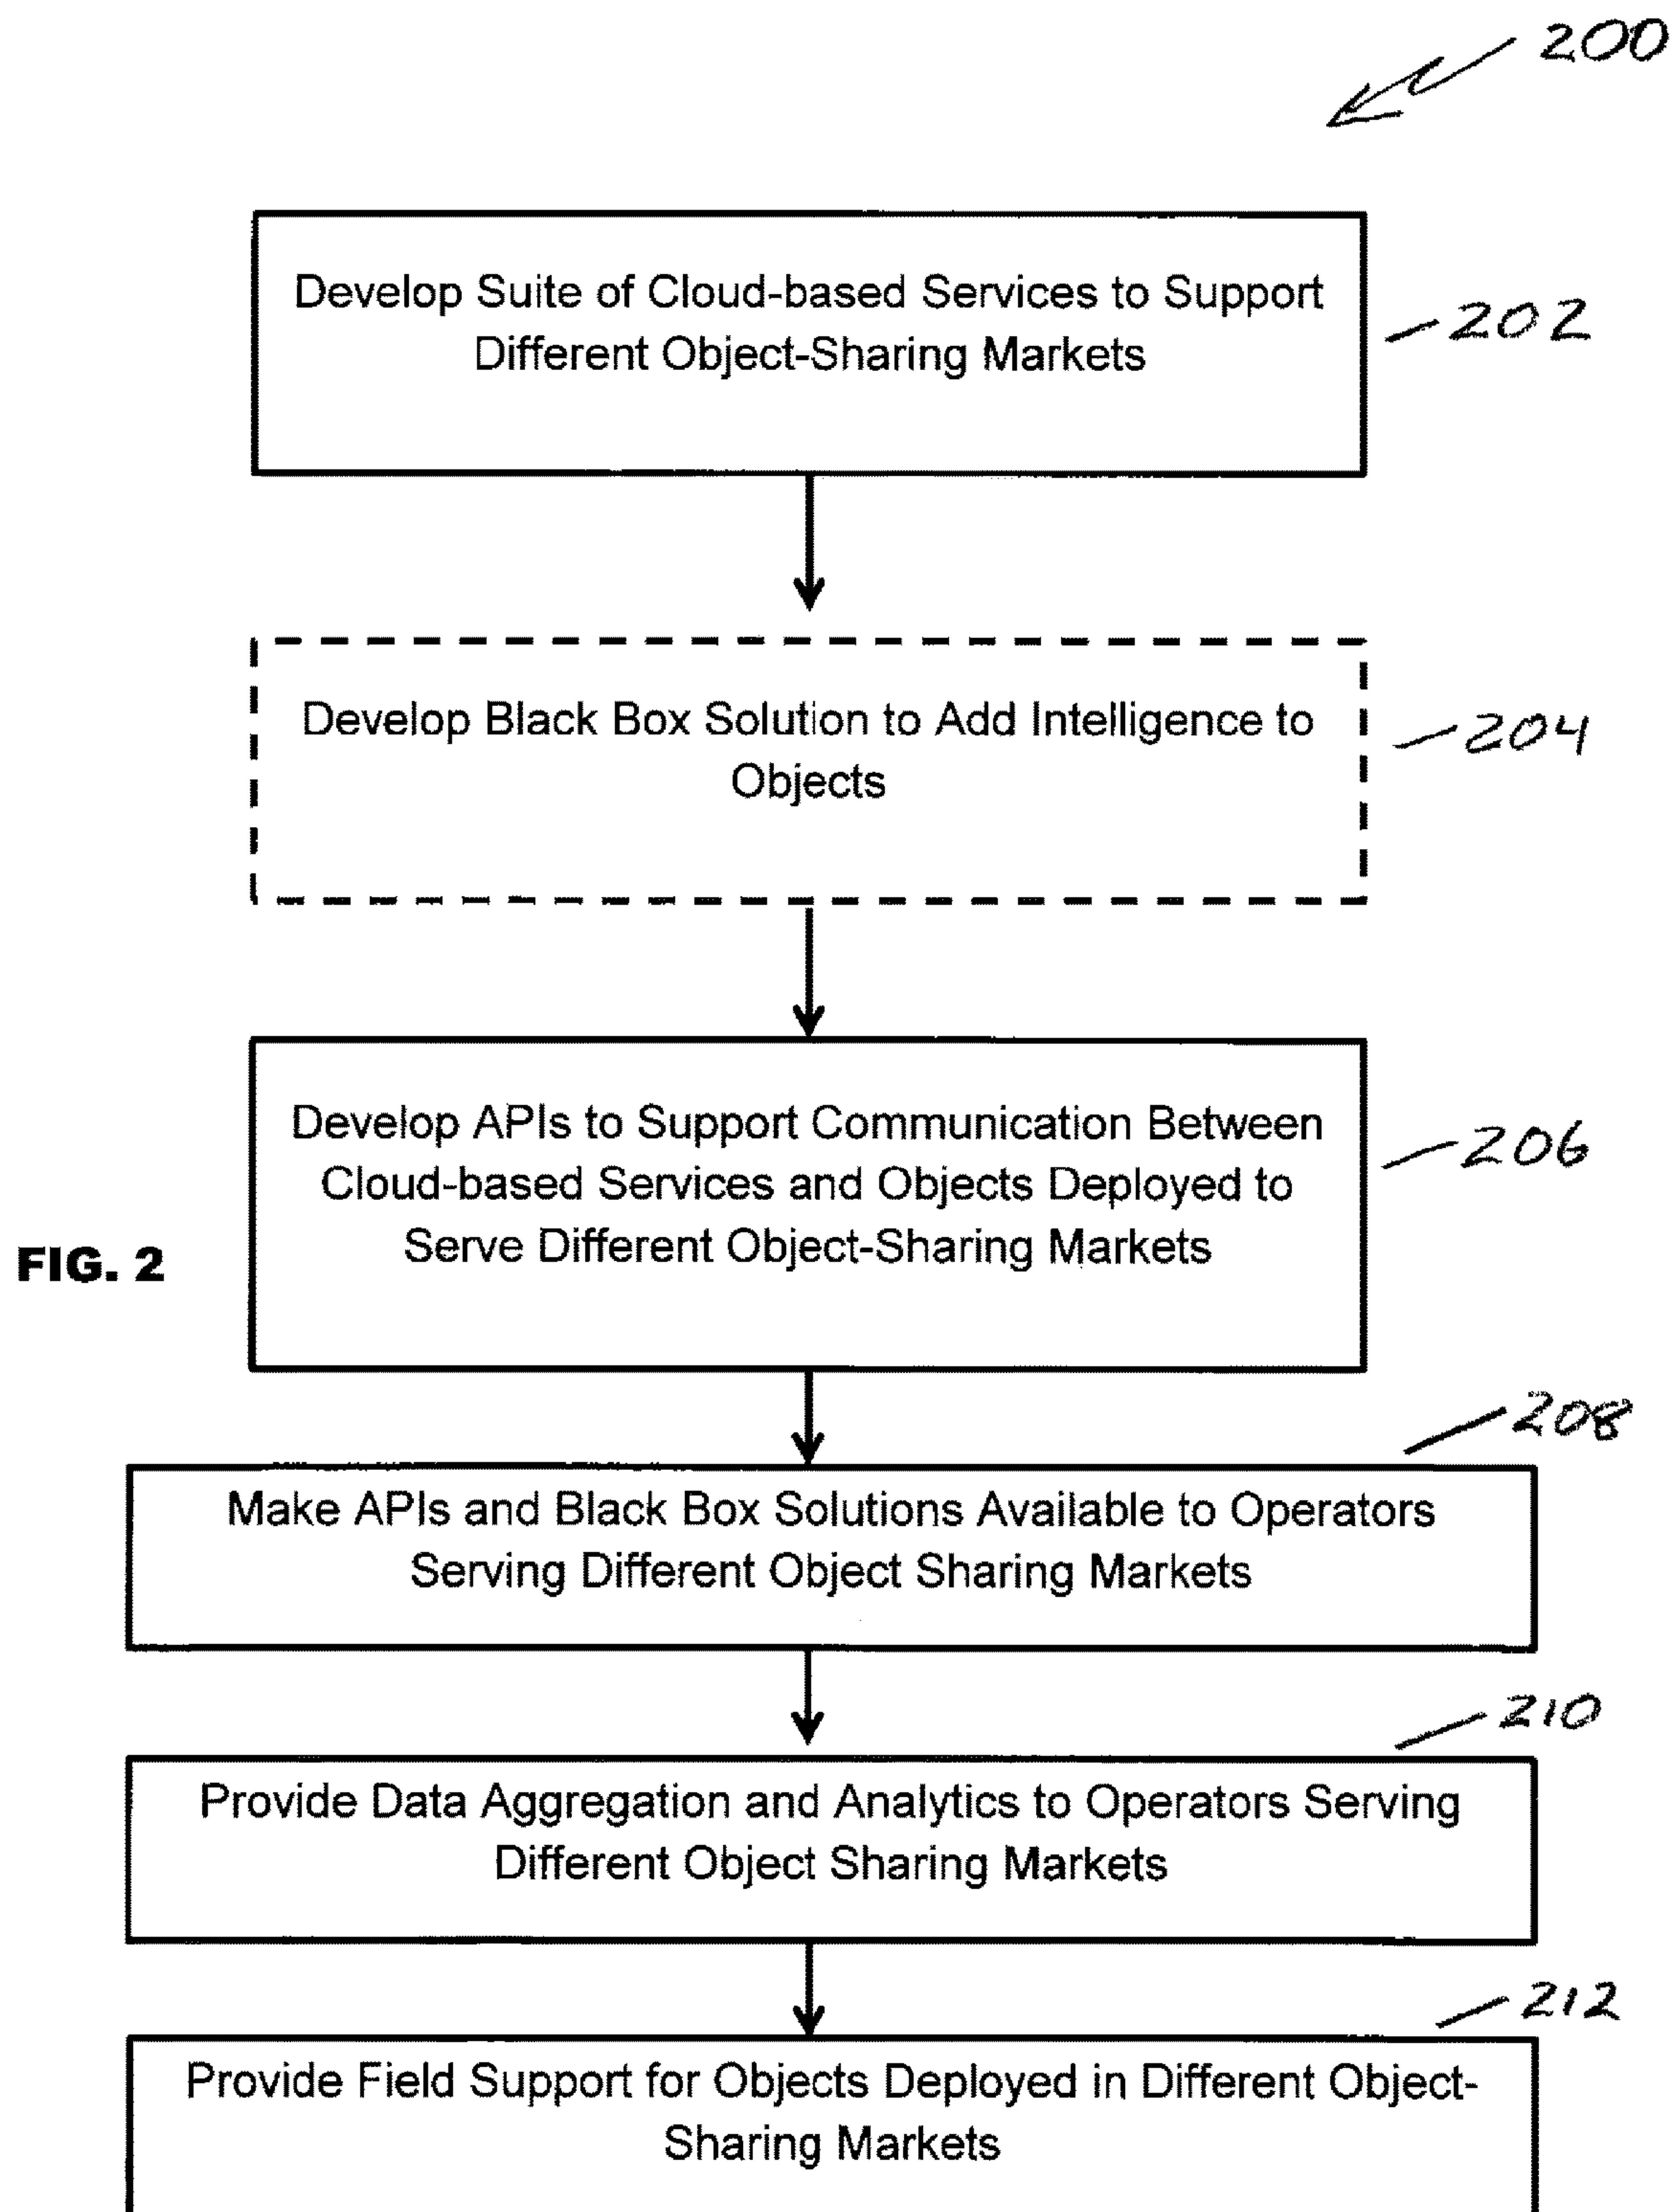 200
Develop Suite of Cloud-based Services to Support
Different Object-Sharing Markets
202
Develop Black Box Solution to Add Intelligence to
Objects
204
Develop APIs to Support Communication Between
Cloud-based Services and Objects Deployed to
Serve Different Object-Sharing Markets
206
FIG. 2
208
Make APIs and Black Box Solutions Available to Operators
Serving Different Object Sharing Markets
210
Provide Data Aggregation and Analytics to Operators Serving
Different Object Sharing Markets
212
Provide Field Support for Objects Deployed in Different Object-
Sharing Markets